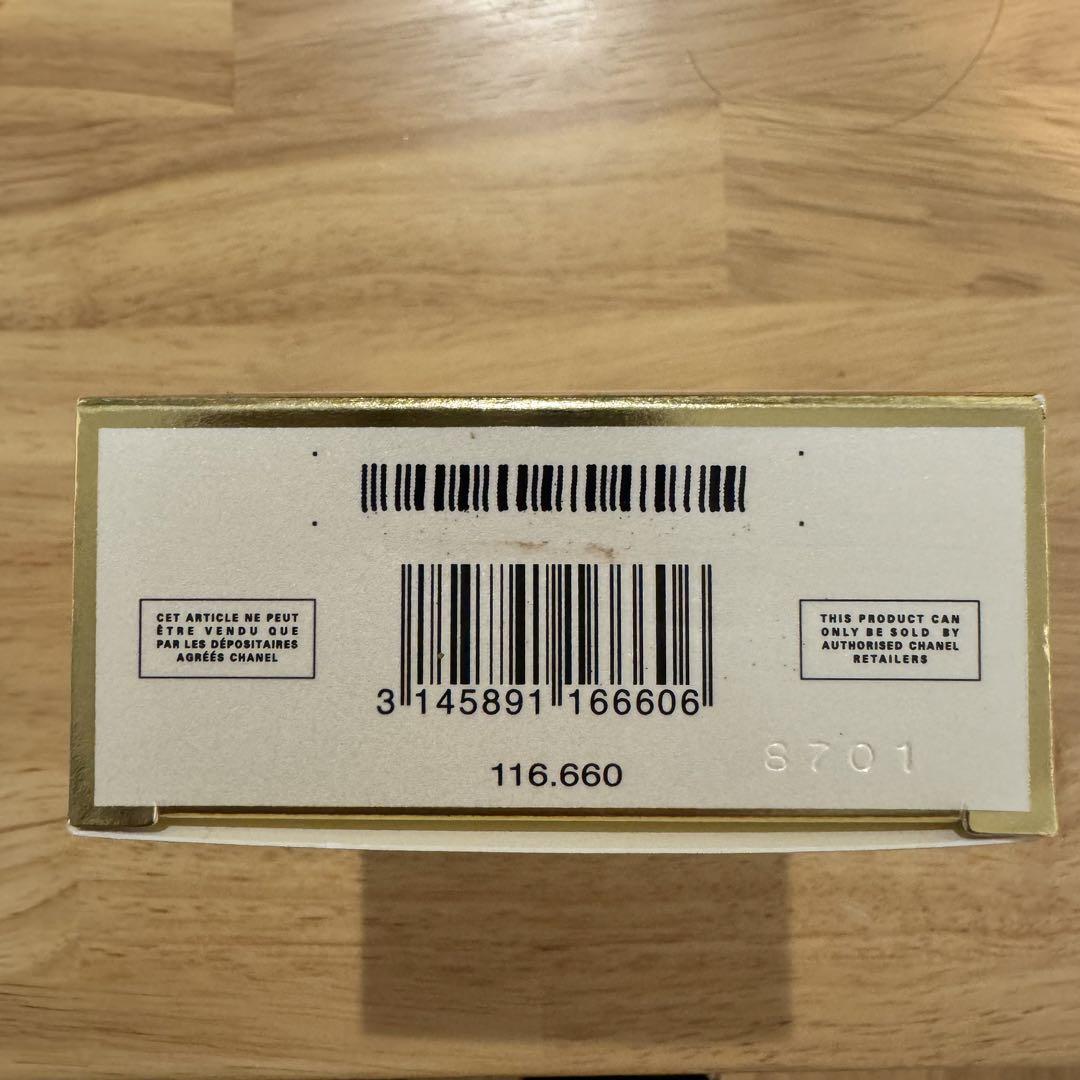 CET ARTICLE NE PEUT
ÊTRE VENDU QUE
PAR LES DÉPOSITAIRES
AGRÉÉS CHANEL
THIS PRODUCT CAN
ONLY BE SOLD BY
AUTHORISED CHANEL
RETAILERS
3 145891 166606
116.660
8701